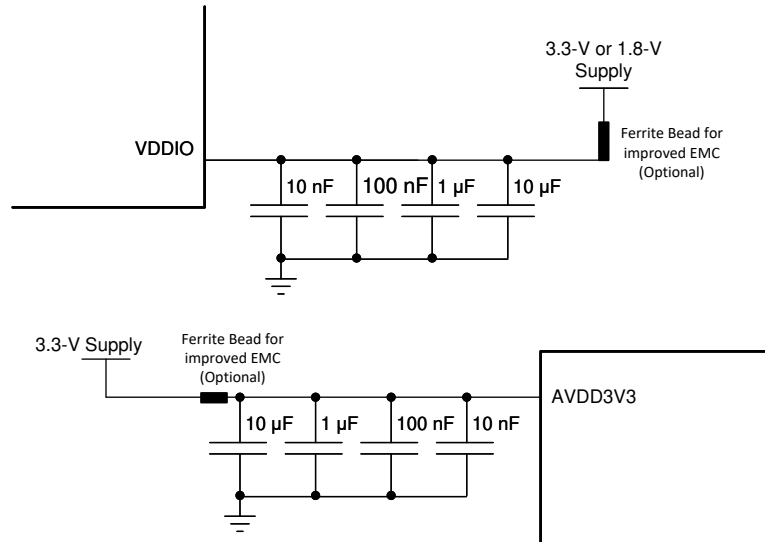 3.3-V or 1.8-V
Supply
Ferrite Bead for
improved EMC
(Optional)
VDDIO
10 nF
100 nF
1 µF
10 µF
3.3-V Supply
Ferrite Bead for
improved EMC
(Optional)
AVDD3V3
10 µF
1 µF
100 nF
10 nF